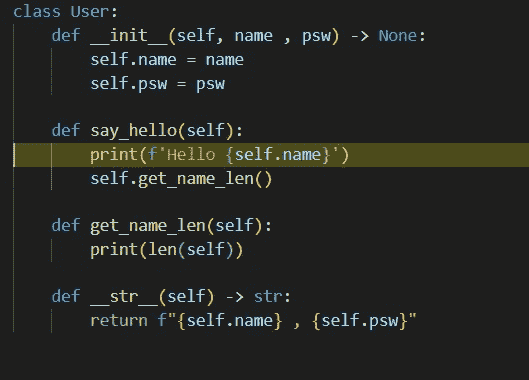 class User:
    def __init__(self, name , psw) -> None:
        self.name = name
        self.psw = psw
    def say_hello(self):
        print(f'Hello {self.name}')
        self.get_name_len()
    def get_name_len(self):
        print(len(self))
    def __str__(self) -> str:
        return f"{self.name} , {self.psw}"